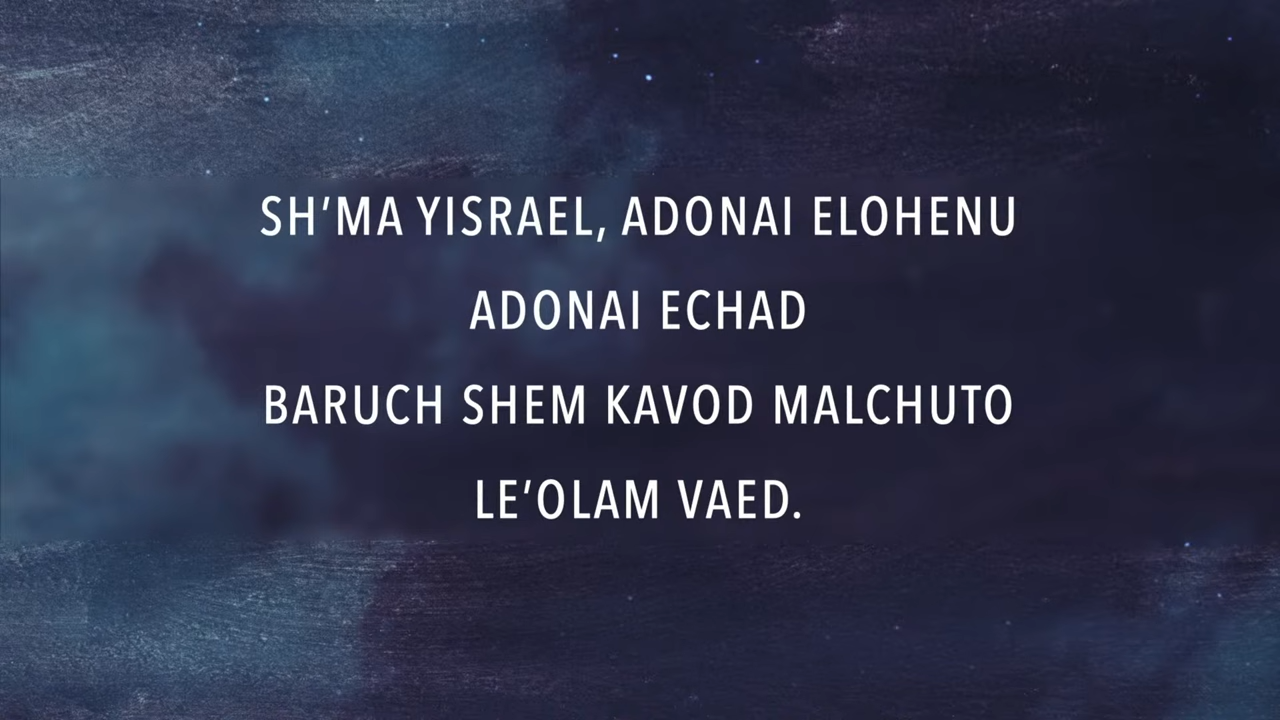 SH’MA YISRAEL, ADONAI ELOHENU
ADONAI ECHAD
BARUCH SHEM KAVOD MALCHUTO
LE’OLAM VAED.